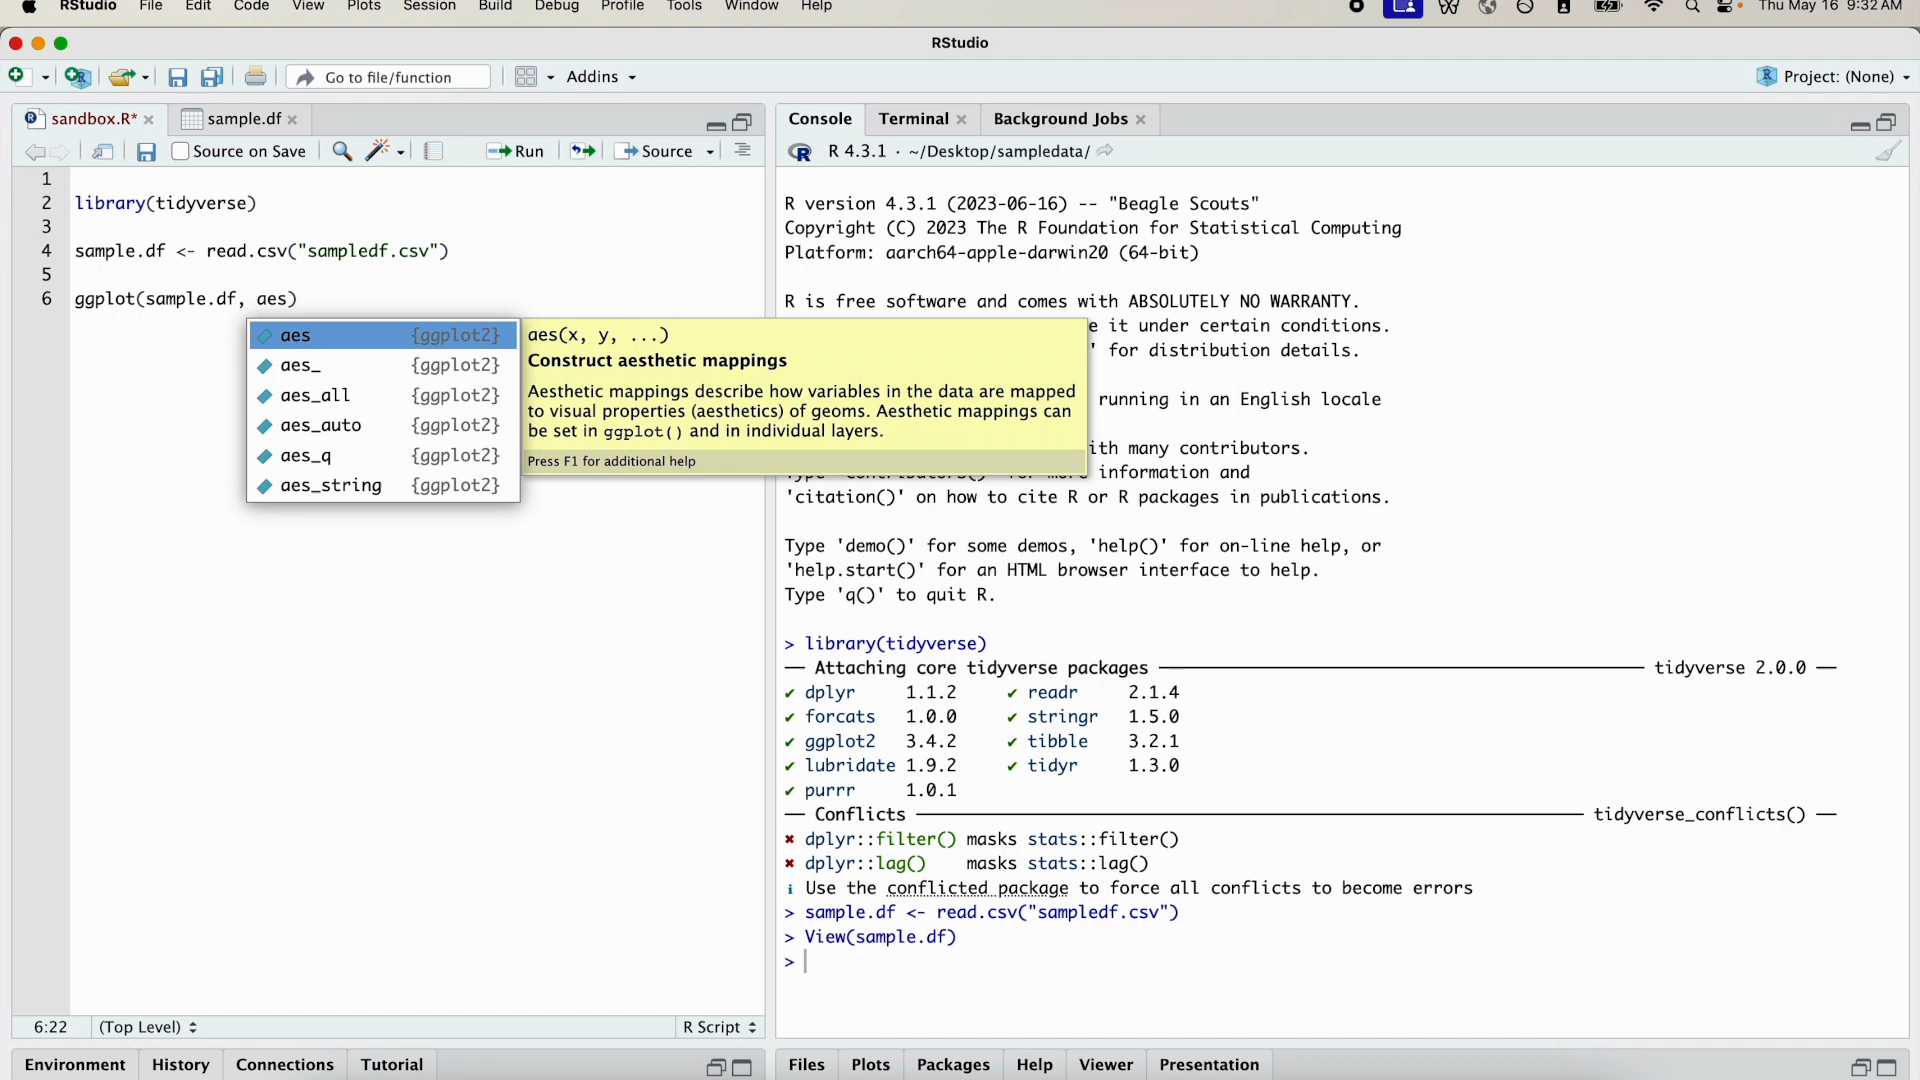 RStudio File Edit Code View Plots Session Build Debug Profile Tools Window Help Thu May 16 9:32 AM
RStudio
Go to file/function Addins Project: (None)
sandbox.R* sample.df
Source on Save Run Source
1
2 library(tidyverse)
3
4 sample.df <- read.csv("sampledf.csv")
5
6 ggplot(sample.df, aes)
aes {ggplot2}
aes_ {ggplot2}
aes_all {ggplot2}
aes_auto {ggplot2}
aes_q {ggplot2}
aes_string {ggplot2}
aes(x, y, ...)
Construct aesthetic mappings
Aesthetic mappings describe how variables in the data are mapped
to visual properties (aesthetics) of geoms. Aesthetic mappings can
be set in ggplot() and in individual layers.
Press F1 for additional help
6:22 (Top Level) R Script
Environment History Connections Tutorial
Console Terminal Background Jobs
R 4.3.1 · ~/Desktop/sampledata/
R version 4.3.1 (2023-06-16) -- "Beagle Scouts"
Copyright (C) 2023 The R Foundation for Statistical Computing
Platform: aarch64-apple-darwin20 (64-bit)
R is free software and comes with ABSOLUTELY NO WARRANTY.
e it under certain conditions.
' for distribution details.
running in an English locale
ith many contributors.
information and
'citation()' on how to cite R or R packages in publications.
Type 'demo()' for some demos, 'help()' for on-line help, or
'help.start()' for an HTML browser interface to help.
Type 'q()' to quit R.
> library(tidyverse)
── Attaching core tidyverse packages ──── tidyverse 2.0.0 ──
✔ dplyr 1.1.2 ✔ readr 2.1.4
✔ forcats 1.0.0 ✔ stringr 1.5.0
✔ ggplot2 3.4.2 ✔ tibble 3.2.1
✔ lubridate 1.9.2 ✔ tidyr 1.3.0
✔ purrr 1.0.1
── Conflicts ──── tidyverse_conflicts() ──
✖ dplyr::filter() masks stats::filter()
✖ dplyr::lag() masks stats::lag()
ℹ Use the conflicted package to force all conflicts to become errors
> sample.df <- read.csv("sampledf.csv")
> View(sample.df)
>
Files Plots Packages Help Viewer Presentation